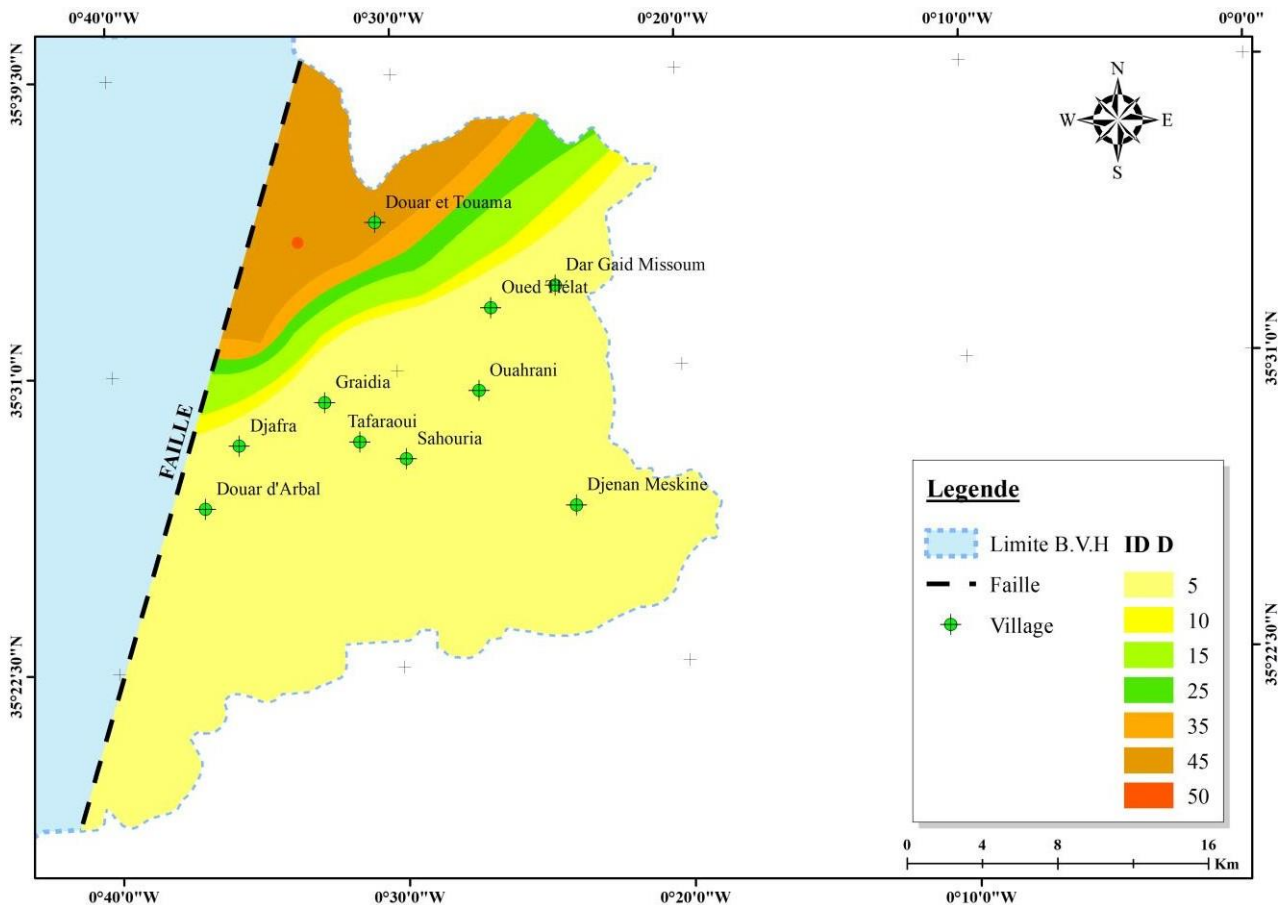 0°40'0"W 0°30'0"W 0°20'0"W 0°10'0"W 0°0'0"
35°39'30"N
N
W E
S
Douar et Touama
Dar Gaid Missoum
Oued Tlélat
35°31'0"N
35°31'0"N
Ouahrani
Graidia
FAILLE
Djafra
Tafaraoui
Sahouria
Djenan Meskine
Douar d'Arbal
Legende
Limite B.V.H ID D
Faille
Village
5
10
15
25
35
45
50
35°22'30"N
35°22'30"N
0 4 8 16
Km
0°40'0"W 0°30'0"W 0°20'0"W 0°10'0"W